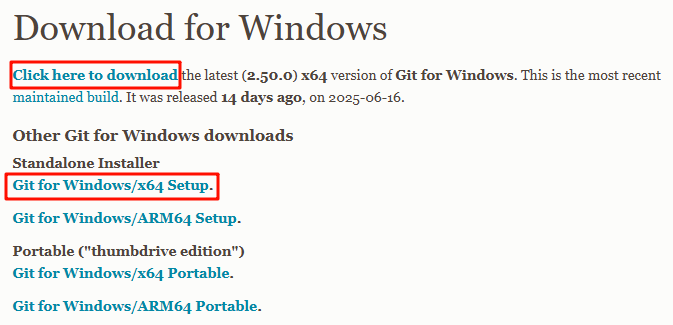 Download for Windows
Click here to download the latest (2.50.0) x64 version of Git for Windows. This is the most recent
maintained build. It was released 14 days ago, on 2025-06-16.
Other Git for Windows downloads
Standalone Installer
Git for Windows/x64 Setup.
Git for Windows/ARM64 Setup.
Portable ("thumbdrive edition")
Git for Windows/x64 Portable.
Git for Windows/ARM64 Portable.